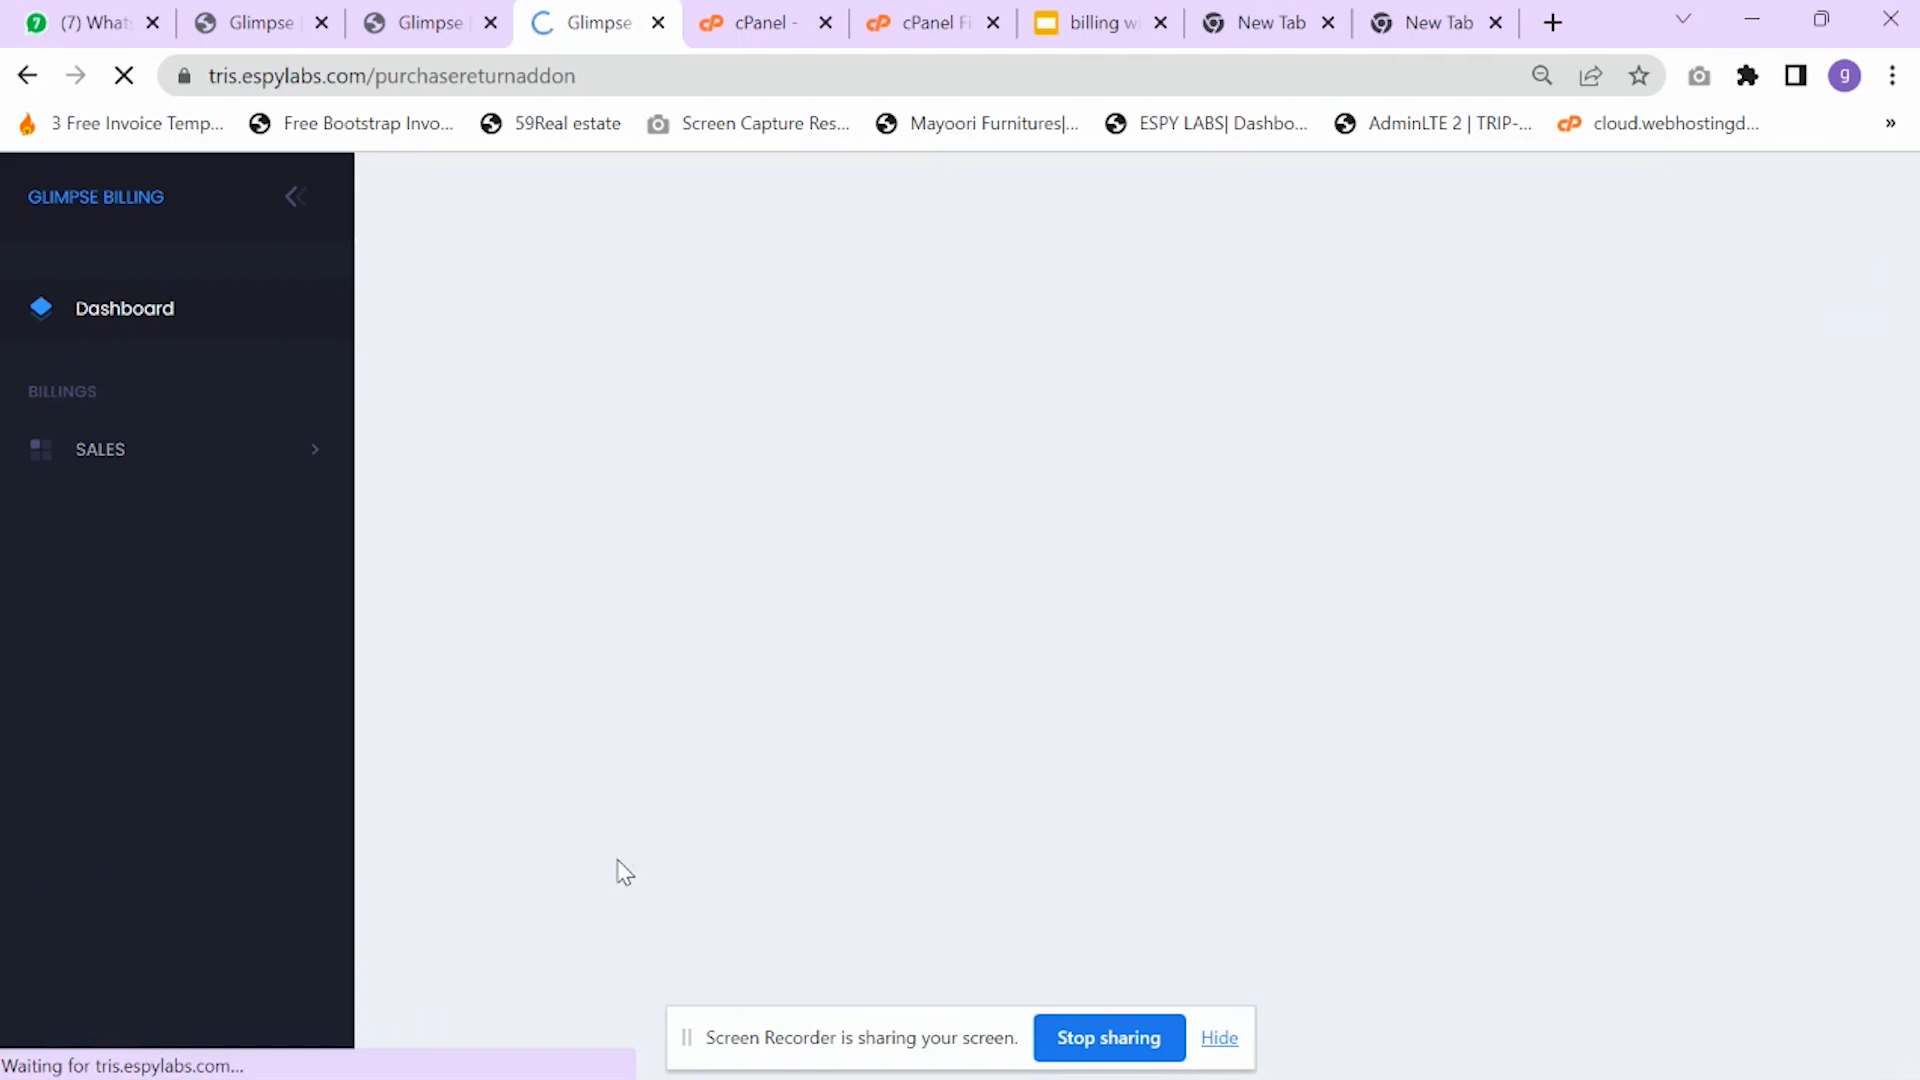 (7) What
Glimpse
Glimpse
Glimpse
cPanel -
cPanel Fi
billing w
New Tab
New Tab
tris.espylabs.com/purchasereturnaddon
g
3 Free Invoice Temp...
Free Bootstrap Invo...
59Real estate
Screen Capture Res...
Mayoori Furnitures|...
ESPY LABS| Dashbo...
AdminLTE 2 | TRIP-...
cloud.webhostingd...
»
GLIMPSE BILLING
Dashboard
BILLINGS
SALES
Screen Recorder is sharing your screen.
Stop sharing
Hide
Waiting for tris.espylabs.com...